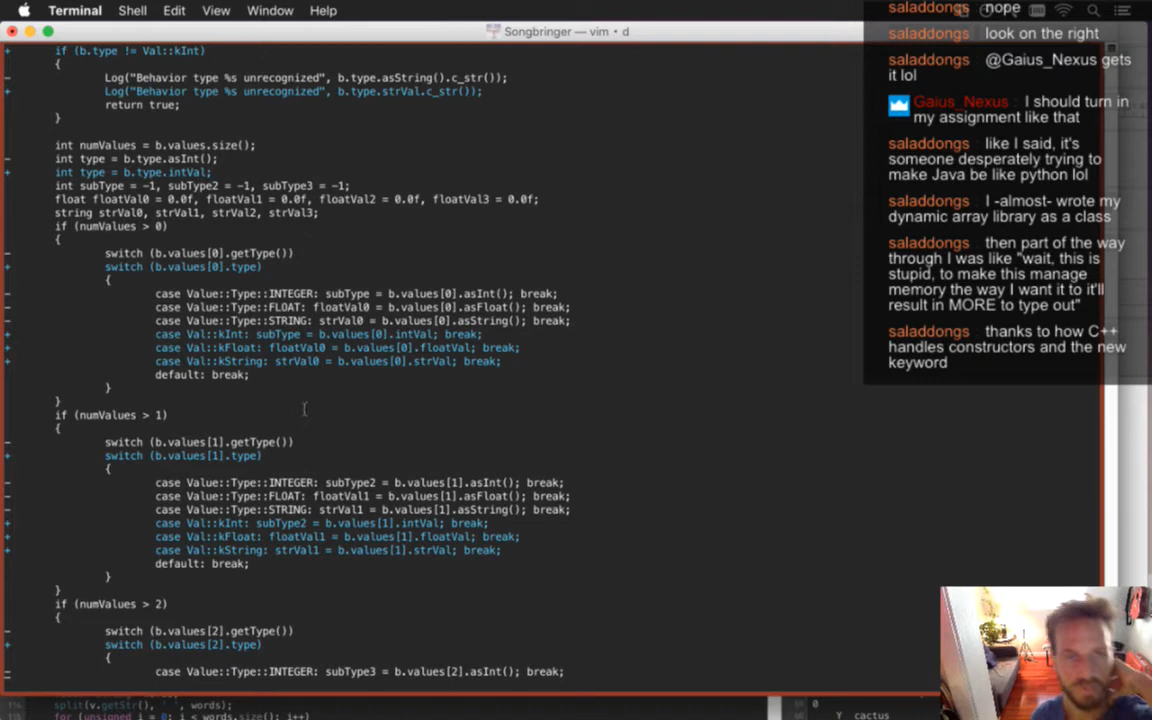 Terminal Shell Edit View Window Help
Songbringer — vim • d
+ if (b.type != Val::kInt)
{
− Log("Behavior type %s unrecognized", b.type.asString().c_str());
+ Log("Behavior type %s unrecognized", b.type.strVal.c_str());
return true;
}
int numValues = b.values.size();
− int type = b.type.asInt();
+ int type = b.type.intVal;
int subType = -1, subType2 = -1, subType3 = -1;
float floatVal0 = 0.0f, floatVal1 = 0.0f, floatVal2 = 0.0f, floatVal3 = 0.0f;
string strVal0, strVal1, strVal2, strVal3;
if (numValues > 0)
{
− switch (b.values[0].getType())
+ switch (b.values[0].type)
{
− case Value::Type::INTEGER: subType = b.values[0].asInt(); break;
− case Value::Type::FLOAT: floatVal0 = b.values[0].asFloat(); break;
− case Value::Type::STRING: strVal0 = b.values[0].asString(); break;
+ case Val::kInt: subType = b.values[0].intVal; break;
+ case Val::kFloat: floatVal0 = b.values[0].floatVal; break;
+ case Val::kString: strVal0 = b.values[0].strVal; break;
default: break;
}
}
if (numValues > 1)
{
− switch (b.values[1].getType())
+ switch (b.values[1].type)
{
− case Value::Type::INTEGER: subType2 = b.values[1].asInt(); break;
− case Value::Type::FLOAT: floatVal1 = b.values[1].asFloat(); break;
− case Value::Type::STRING: strVal1 = b.values[1].asString(); break;
+ case Val::kInt: subType2 = b.values[1].intVal; break;
+ case Val::kFloat: floatVal1 = b.values[1].floatVal; break;
+ case Val::kString: strVal1 = b.values[1].strVal; break;
default: break;
}
}
if (numValues > 2)
{
− switch (b.values[2].getType())
+ switch (b.values[2].type)
{
− case Value::Type::INTEGER: subType3 = b.values[2].asInt(); break;
split(v.getStr(), ' ', words);
for (unsigned i = 0; i < words.size(); i++)
0
Y cactus
saladdongs nope
saladdongs look on the right
saladdongs @Gaius_Nexus gets
it lol
Gaius_Nexus : I should turn in
my assignment like that
saladdongs like I said, it's
someone desperately trying to
make Java be like python lol
saladdongs I -almost- wrote my
dynamic array library as a class
saladdongs then part of the way
through I was like "wait, this is
stupid, to make this manage
memory the way I want it to it'll
result in MORE to type out"
saladdongs thanks to how C++
handles constructors and the new
keyword